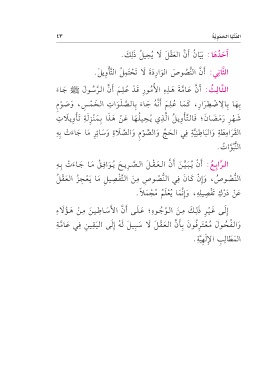 الفتيا الحموية ٤٣
أَحَدُهَا: بَيَانُ أَنَّ العَقْلَ لَا يُحِيلُ ذَلِكَ.
الثَّانِي: أَنَّ النُّصُوصَ الوَارِدَةَ لَا تَحْتَمِلُ التَّأْوِيلَ.
الثَّالِثُ: أَنَّ عَامَّةَ هَذِهِ الأُمُورِ قَدْ عُلِمَ أَنَّ الرَّسُولَ ﷺ جَاءَ
بِهَا بِالاضْطِرَارِ، كَمَا عُلِمَ أَنَّهُ جَاءَ بِالصَّلَوَاتِ الخَمْسِ، وَصَوْمِ
شَهْرِ رَمَضَانَ؛ فَالتَّأْوِيلُ الَّذِي يُحِيلُهَا عَنْ هَذَا بِمَنْزِلَةِ تَأْوِيلَاتِ
القَرَامِطَةِ وَالبَاطِنِيَّةِ فِي الحَجِّ وَالصَّوْمِ وَالصَّلَاةِ وَسَائِرِ مَا جَاءَتْ بِهِ
النُّبُوَّاتُ.
الرَّابِعُ: أَنْ يُبَيَّنَ أَنَّ العَقْلَ الصَّرِيحَ يُوَافِقُ مَا جَاءَتْ بِهِ
النُّصُوصُ، وَإِنْ كَانَ فِي النُّصُوصِ مِنَ التَّفْصِيلِ مَا يَعْجِزُ العَقْلُ
عَنْ دَرْكِ تَفْصِيلِهِ، وَإِنَّمَا يَعْلَمُ مُجْمَلاً.
إِلَى غَيْرِ ذَلِكَ مِنَ الوُجُوهِ؛ عَلَى أَنَّ الأَسَاطِينَ مِنْ هَؤُلَاءِ
وَالفُحُولَ مُعْتَرِفُونَ بِأَنَّ العَقْلَ لَا سَبِيلَ لَهُ إِلَى اليَقِينِ فِي عَامَّةِ
المَطَالِبِ الإِلَهِيَّةِ.